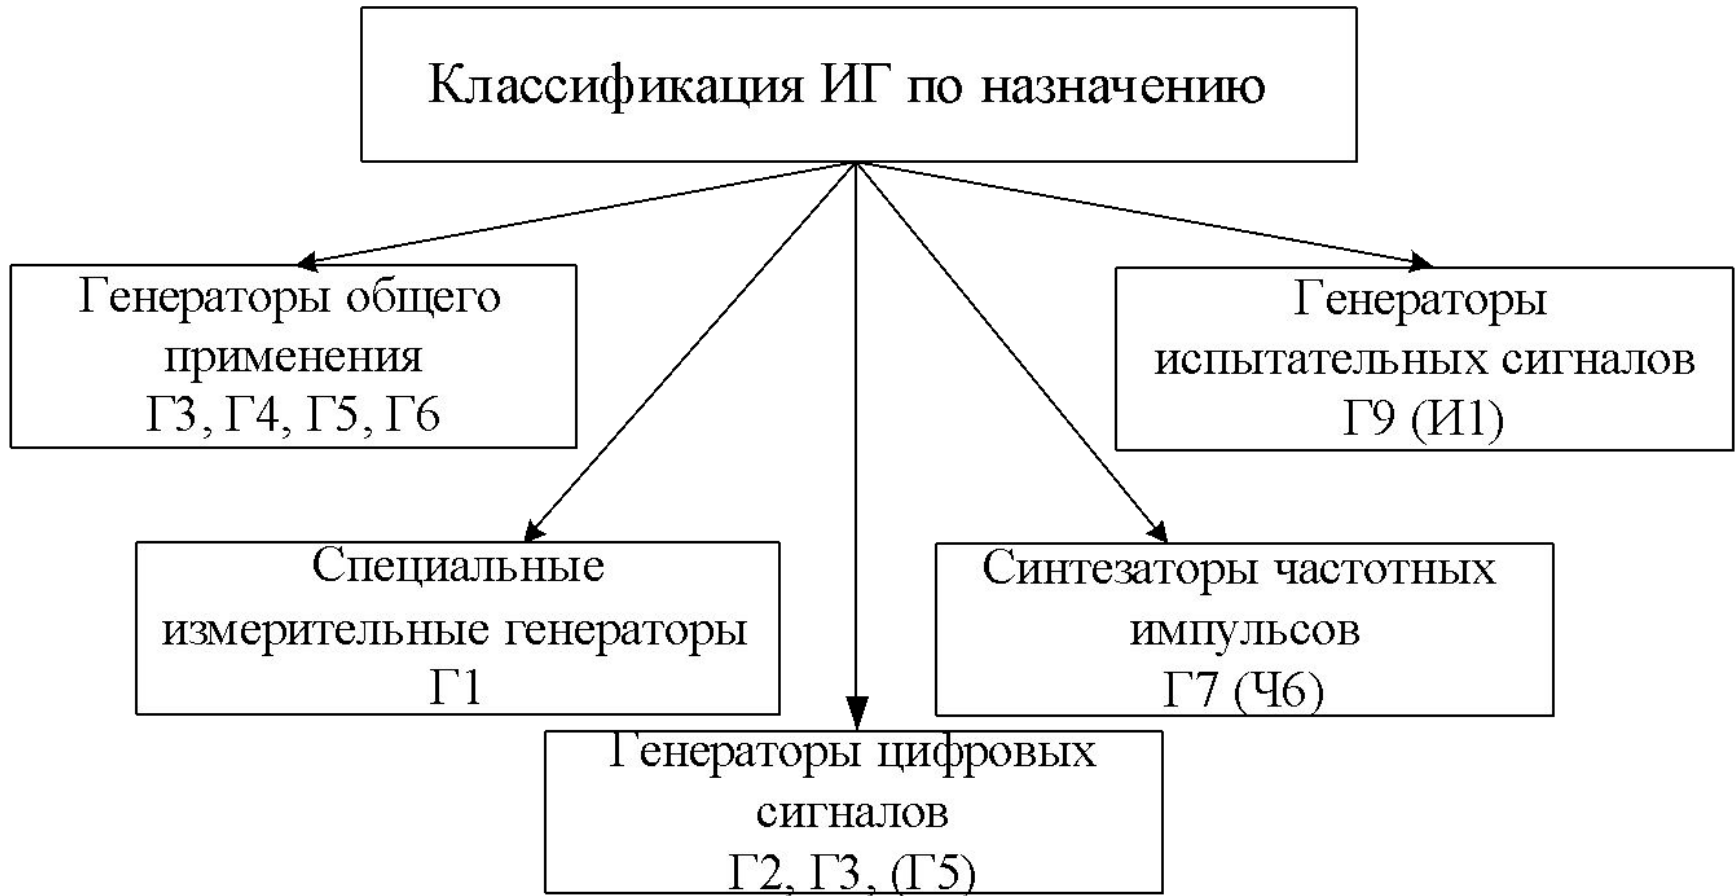 Классификация ИГ по назначению
Генераторы общего
применения
Г3, Г4, Г5, Г6
Генераторы
испытательных сигналов
Г9 (И1)
Специальные
измерительные генераторы
Г1
Синтезаторы частотных
импульсов
Г7 (Ч6)
Генераторы цифровых
сигналов
Г2, Г3, (Г5)